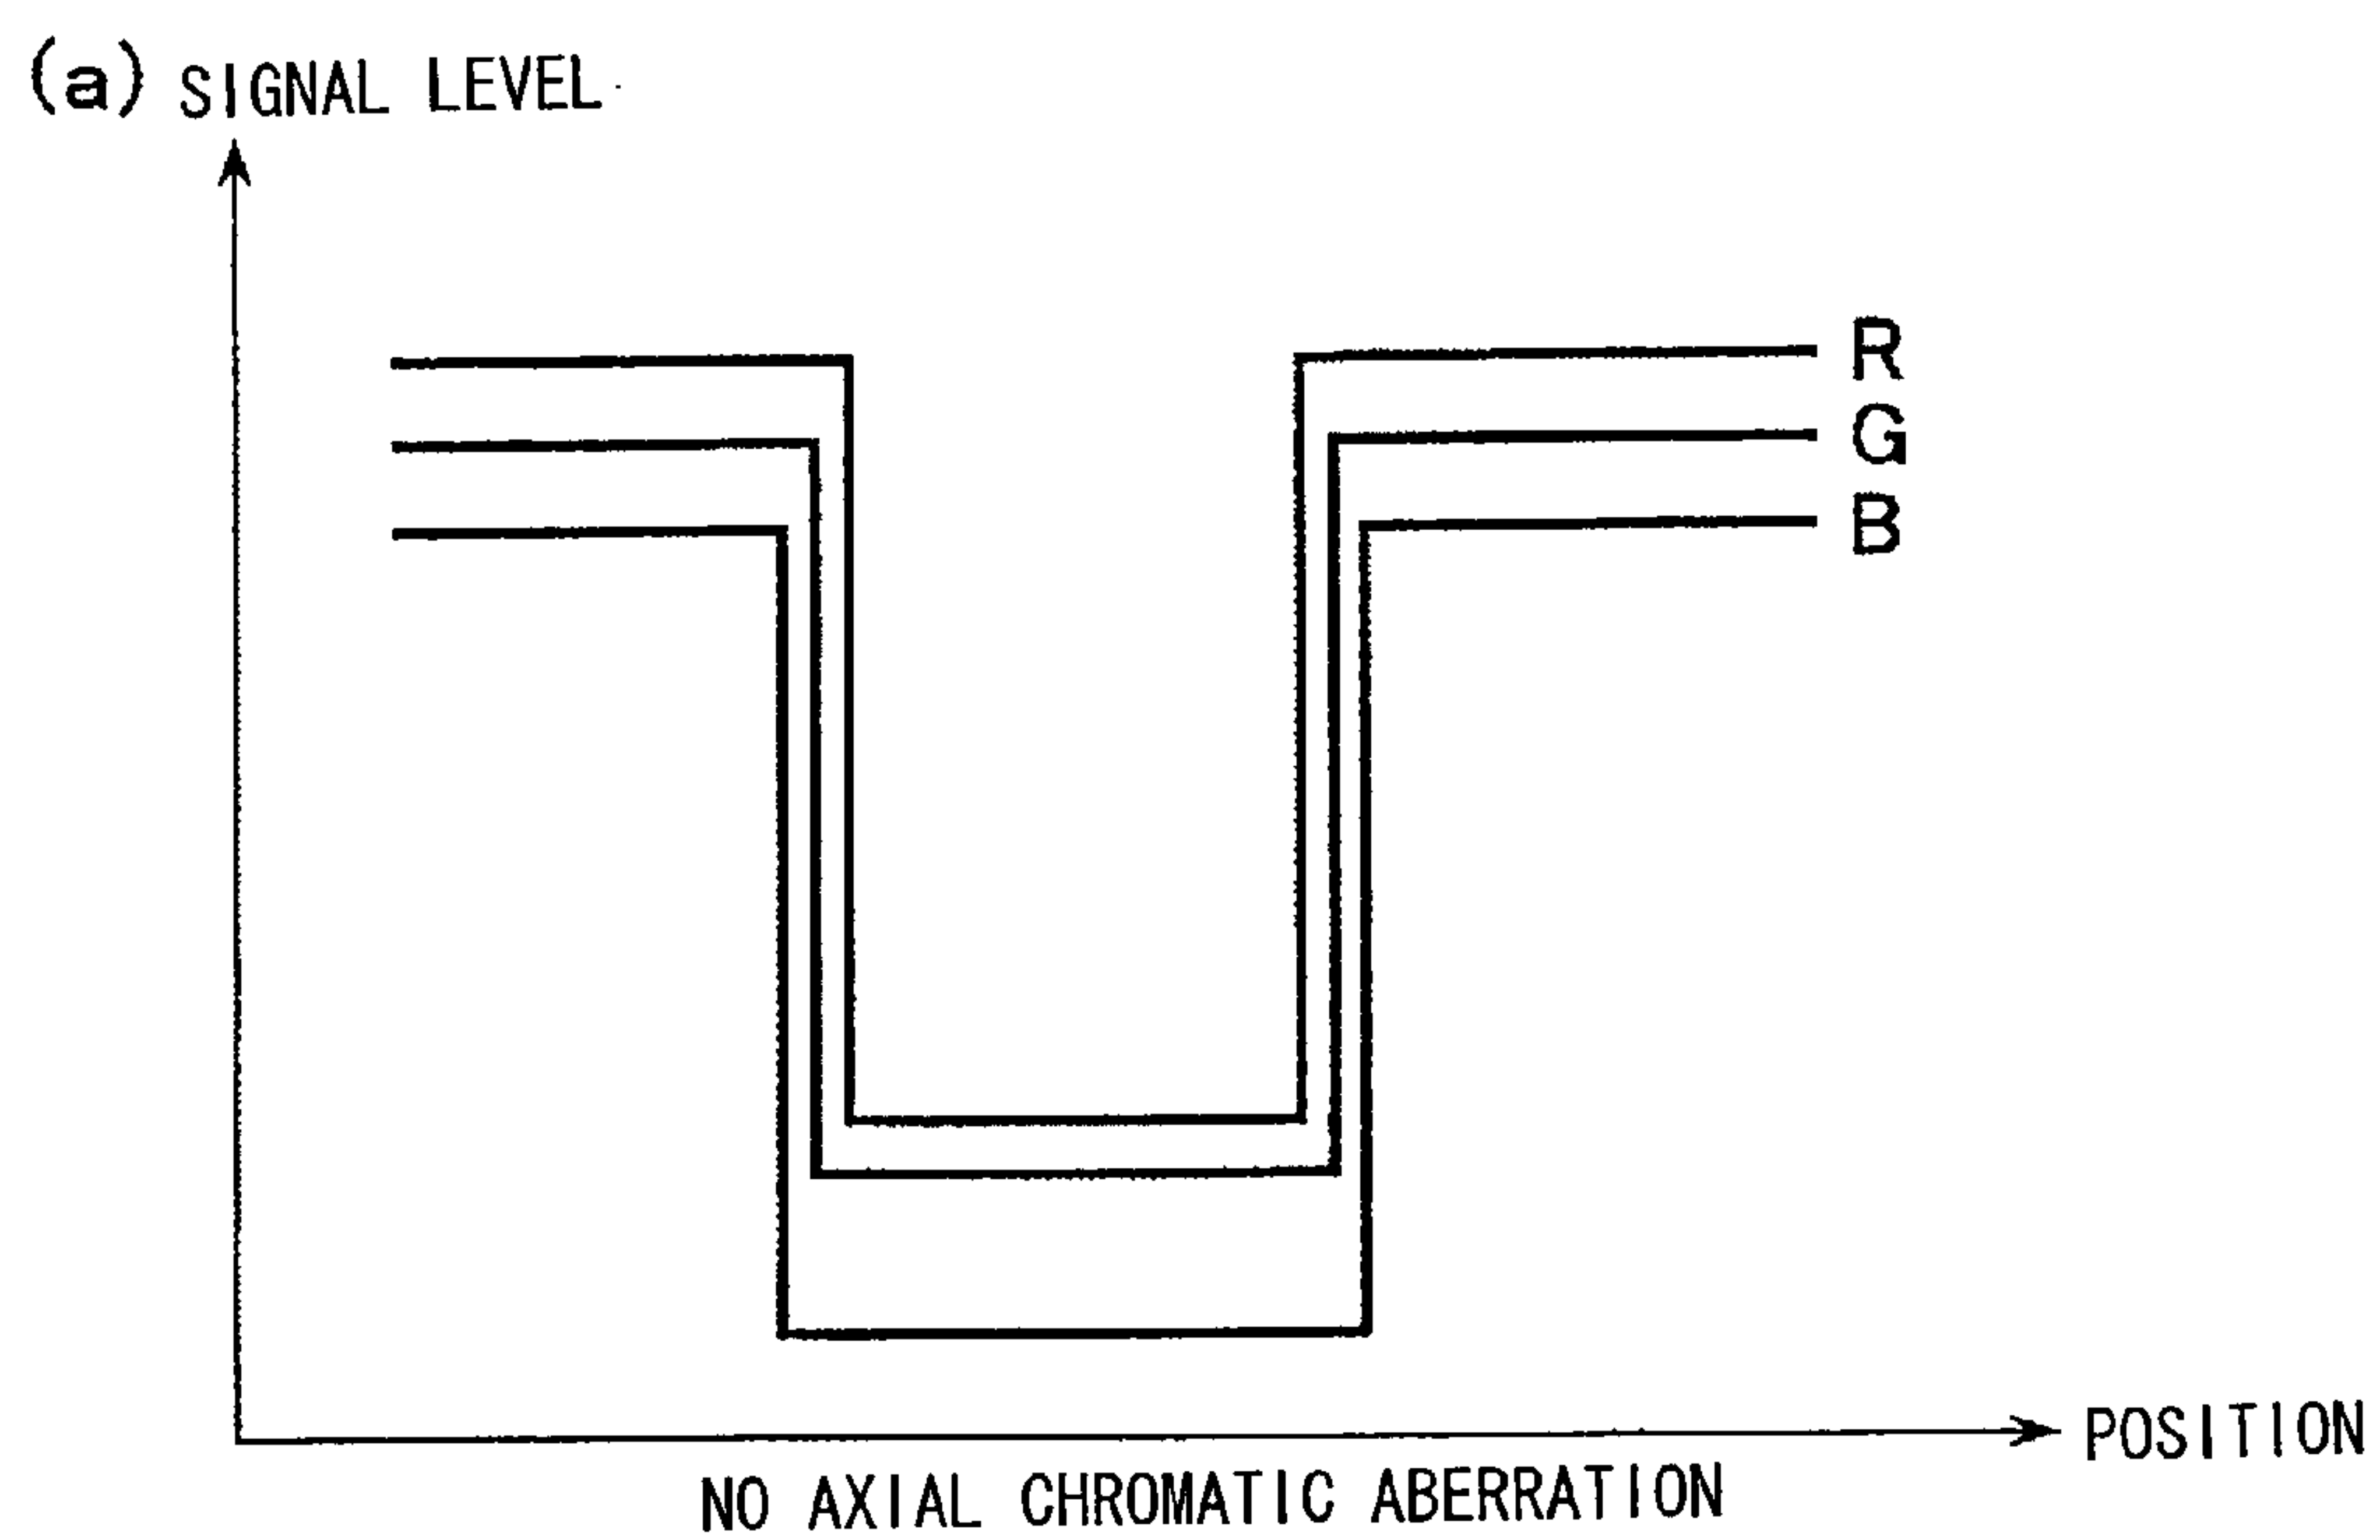 (a) SIGNAL LEVEL
R
G
B
POSITION
NO AXIAL CHROMATIC ABERRATION